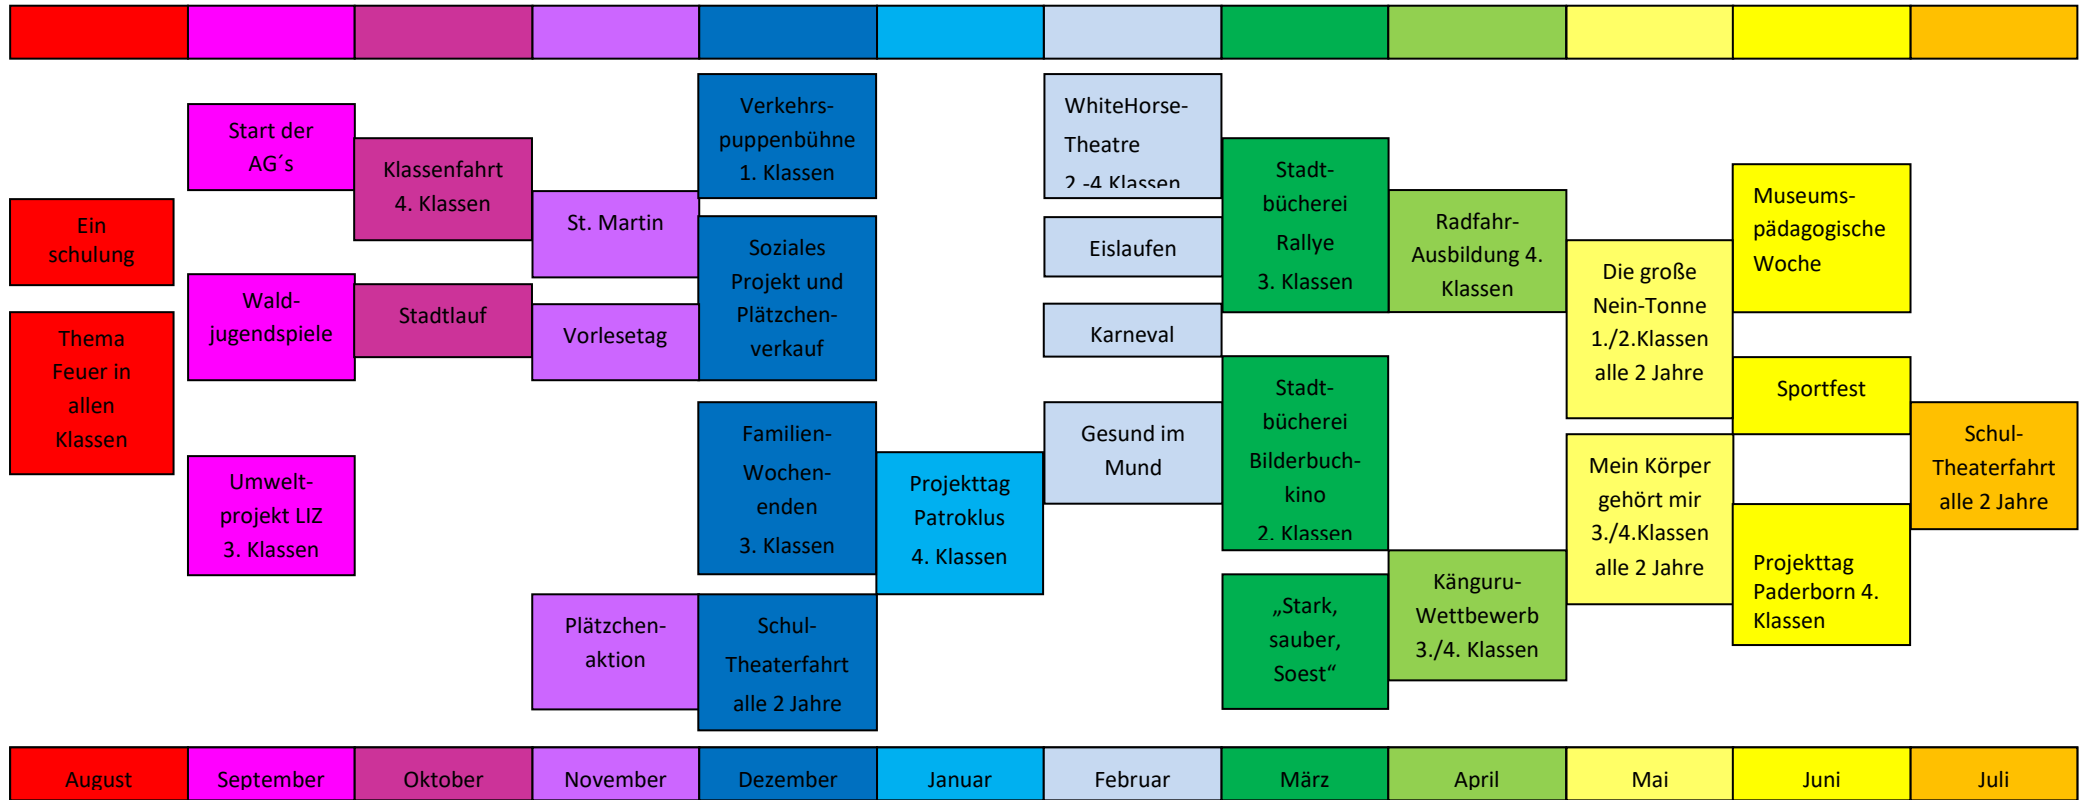 Ein
schulung
Thema
Feuer in
allen
Klassen
Start der
AG´s
Wald-
jugendspiele
Umwelt-
projekt LIZ
3. Klassen
Klassenfahrt
4. Klassen
Stadtlauf
St. Martin
Vorlesetag
Plätzchen-
aktion
Verkehrs-
puppenbühne
1. Klassen
Soziales
Projekt und
Plätzchen-
verkauf
Familien-
Wochen-
enden
3. Klassen
Schul-
Theaterfahrt
alle 2 Jahre
Projekttag
Patroklus
4. Klassen
WhiteHorse-
Theatre
2 -4 Klassen
Eislaufen
Karneval
Gesund im
Mund
Stadt-
bücherei
Rallye
3. Klassen
Stadt-
bücherei
Bilderbuch-
kino
2. Klassen
„Stark,
sauber,
Soest“
Radfahr-
Ausbildung 4.
Klassen
Känguru-
Wettbewerb
3./4. Klassen
Die große
Nein-Tonne
1./2.Klassen
alle 2 Jahre
Mein Körper
gehört mir
3./4.Klassen
alle 2 Jahre
Museums-
pädagogische
Woche
Sportfest
Projekttag
Paderborn 4.
Klassen
Schul-
Theaterfahrt
alle 2 Jahre
August
September
Oktober
November
Dezember
Januar
Februar
März
April
Mai
Juni
Juli